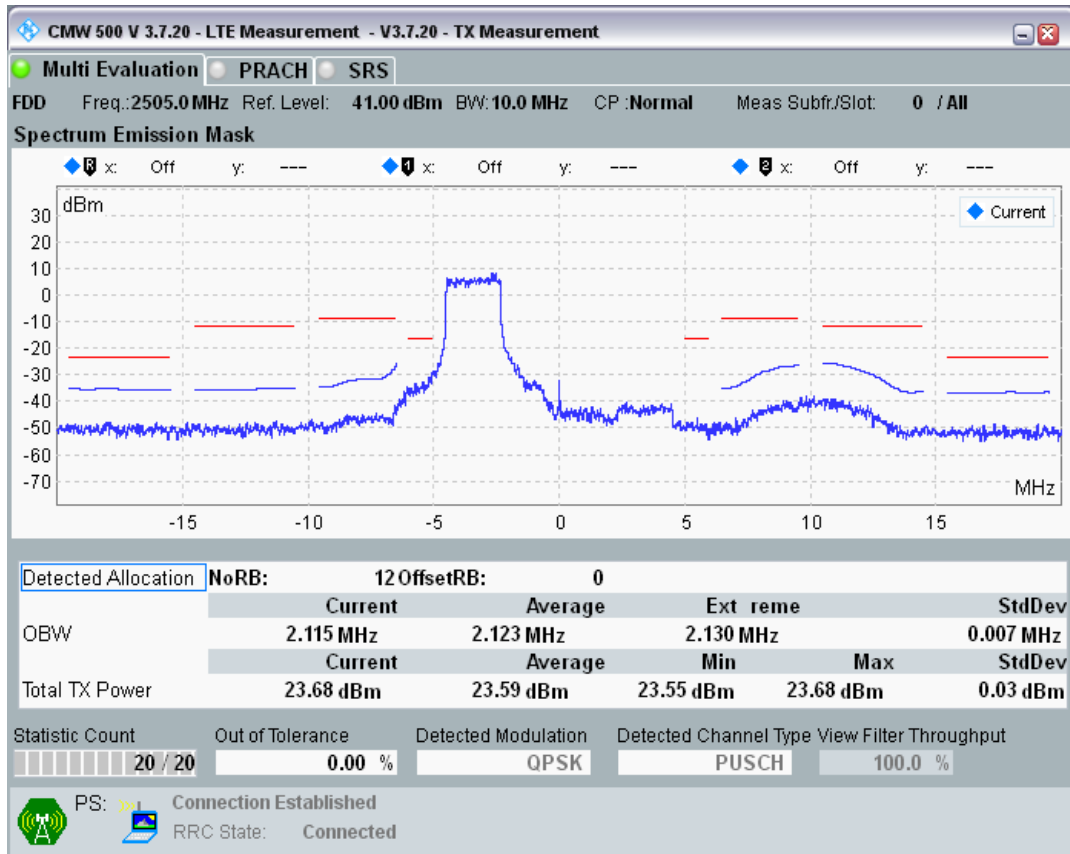 CMW 500 V 3.7.20 - LTE Measurement - V3.7.20 - TX Measurement
Multi Evaluation PRACH SRS
FDD Freq.:2505.0 MHz Ref. Level: 41.00 dBm BW:10.0 MHz CP :Normal Meas Subfr./Slot: 0 / All
Spectrum Emission Mask
R x: Off y: --- 1 x: Off y: --- 2 x: Off y: ---
dBm
Current
30
20
10
0
-10
-20
-30
-40
-50
-60
-70
MHz
-15 -10 -5 0 5 10 15
Detected Allocation NoRB: 12 OffsetRB: 0
Current Average Ext reme StdDev
OBW 2.115 MHz 2.123 MHz 2.130 MHz 0.007 MHz
Current Average Min Max StdDev
Total TX Power 23.68 dBm 23.59 dBm 23.55 dBm 23.68 dBm 0.03 dBm
Statistic Count Out of Tolerance Detected Modulation Detected Channel Type View Filter Throughput
20 / 20 0.00 % QPSK PUSCH 100.0 %
PS: Connection Established
RRC State: Connected